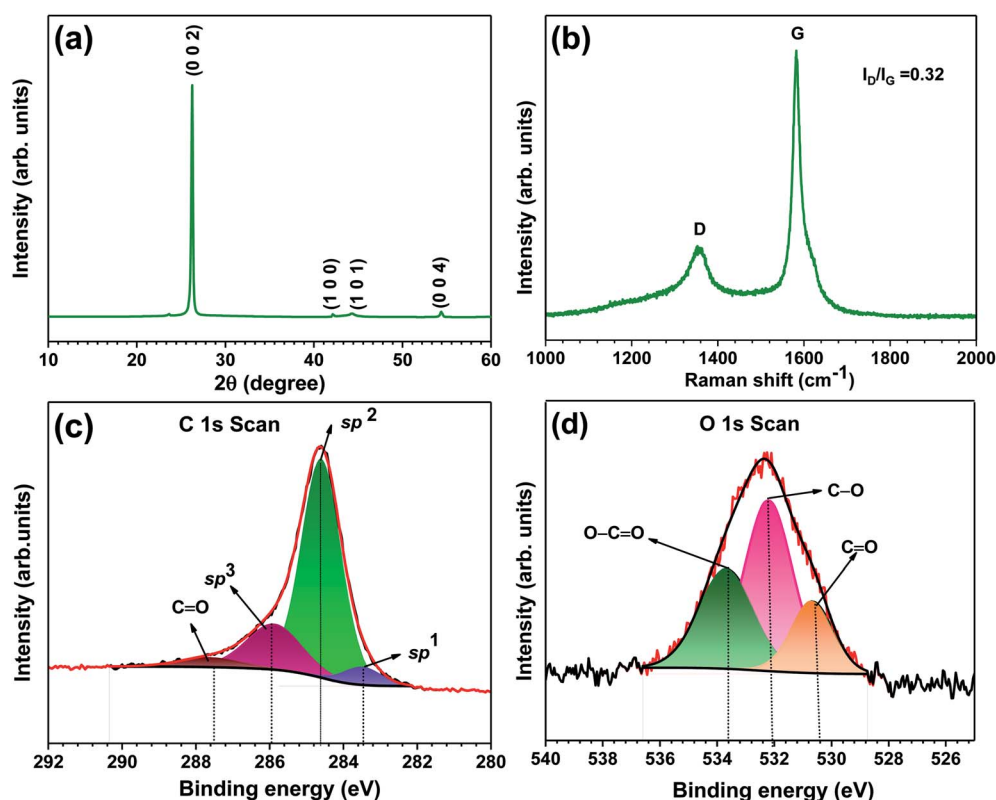 (a)
(0 0 2)
(1 0 0)
(1 0 1)
(0 0 4)
Intensity (arb. units)
10 20 30 40 50 60
2θ (degree)
(b)
G
I_D/I_G =0.32
D
Intensity (arb. units)
1000 1200 1400 1600 1800 2000
Raman shift (cm⁻¹)
(c)
C 1s Scan
sp²
sp³
C=O
sp¹
Intensity (arb.units)
292 290 288 286 284 282 280
Binding energy (eV)
(d)
O 1s Scan
C–O
O–C=O
C=O
Intensity (arb. units)
540 538 536 534 532 530 528 526
Binding energy (eV)